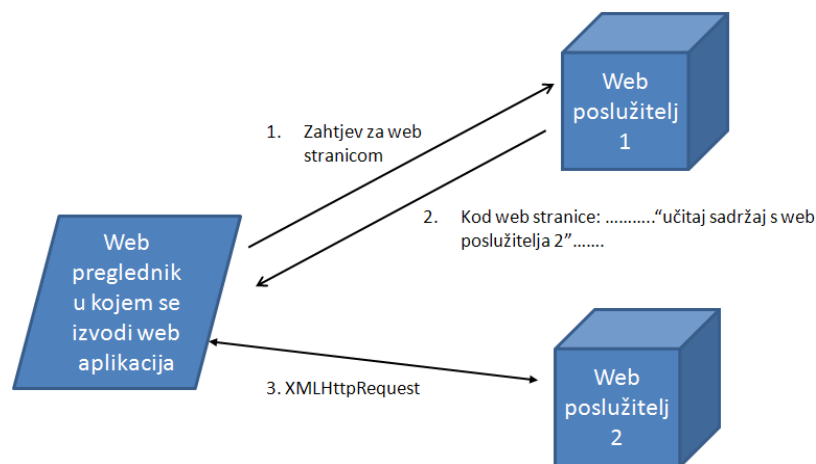 Web
poslužitelj
1
1. Zahtjev za web
stranicom
2. Kod web stranice: ………..“učitaj sadržaj s web
poslužitelja 2”…….
Web
preglednik
u kojem se
izvodi web
aplikacija
3. XMLHttpRequest
Web
poslužitelj
2